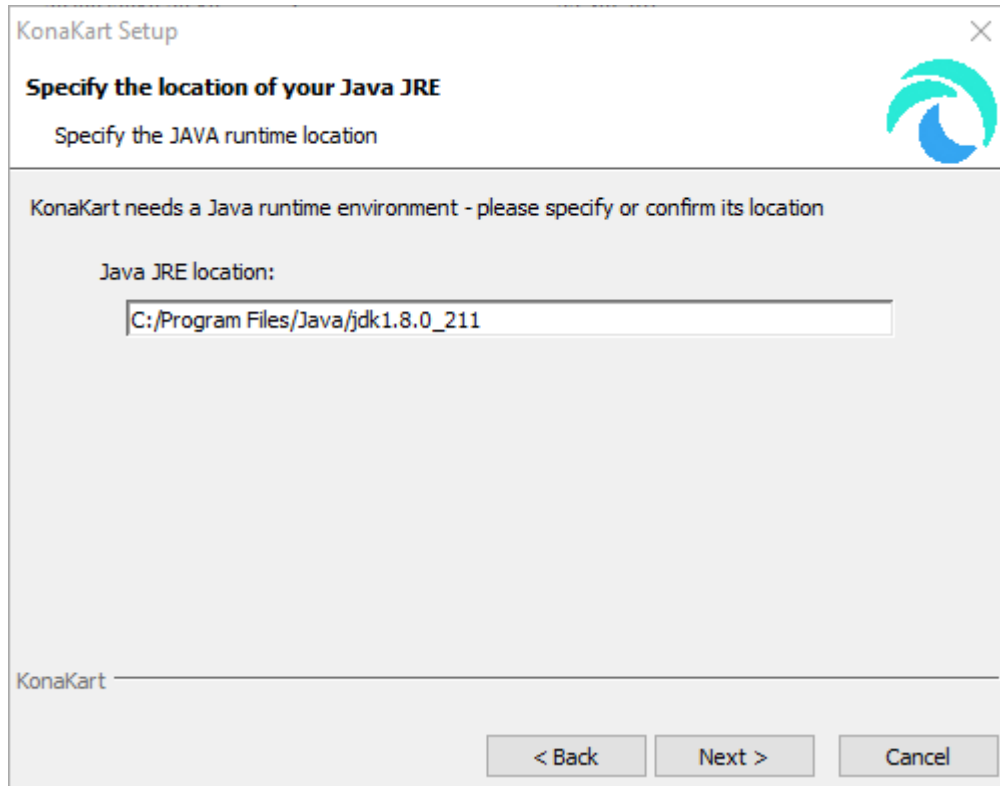 KonaKart Setup
Specify the location of your Java JRE
Specify the JAVA runtime location
KonaKart needs a Java runtime environment - please specify or confirm its location
Java JRE location:
C:/Program Files/Java/jdk1.8.0_211
KonaKart
< Back Next > Cancel